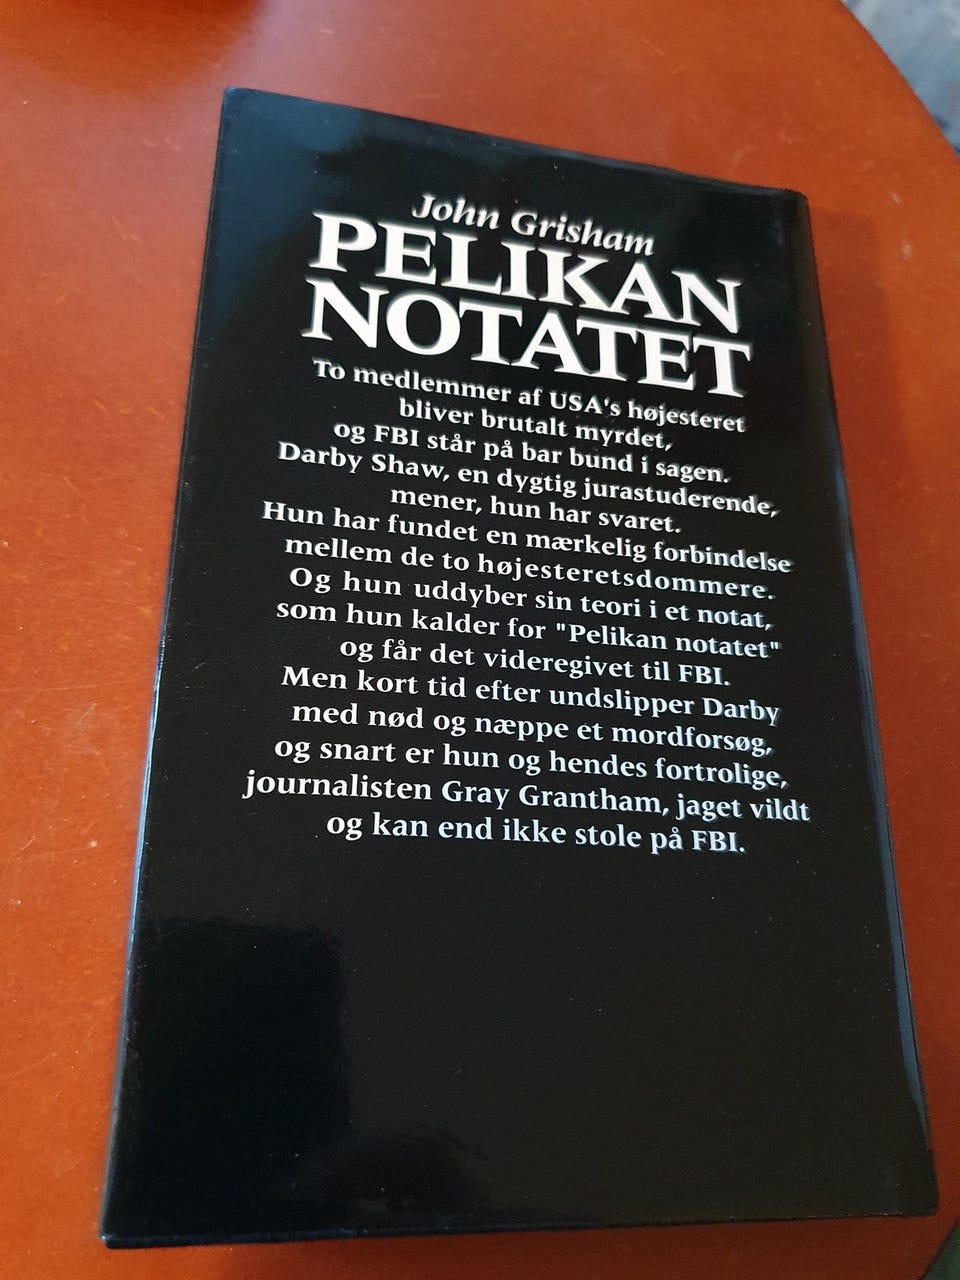 John Grisham
PELIKAN
NOTATET
To medlemmer af USA's højesteret
bliver brutalt myrdet,
og FBI står på bar bund i sagen.
Darby Shaw, en dygtig jurastuderende,
mener, hun har svaret.
Hun har fundet en mærkelig forbindelse
mellem de to højesteretsdommere.
Og hun uddyber sin teori i et notat,
som hun kalder for "Pelikan notatet"
og får det videregivet til FBI.
Men kort tid efter undslipper Darby
med nød og næppe et mordforsøg,
og snart er hun og hendes fortrolige,
journalisten Gray Grantham, jaget vildt
og kan end ikke stole på FBI.